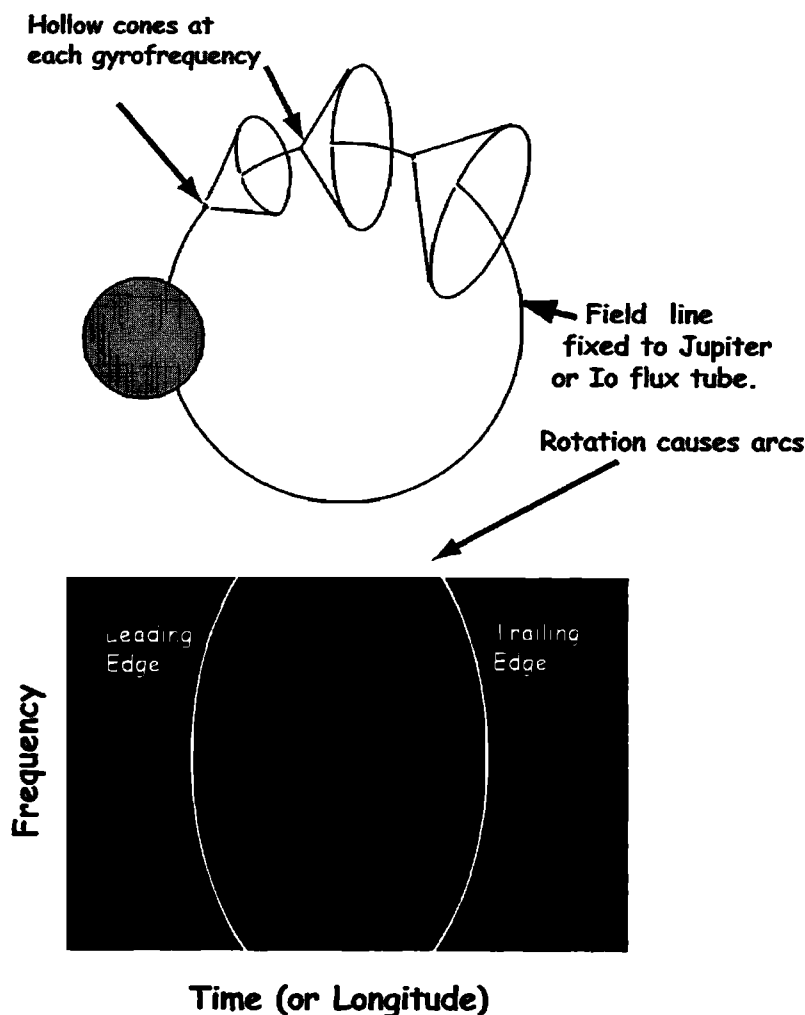 Hollow cones at
each gyrofrequency
Field line
fixed to Jupiter
or Io flux tube.
Rotation causes arcs
Leading
Edge
Trailing
Edge
Frequency
Time (or Longitude)